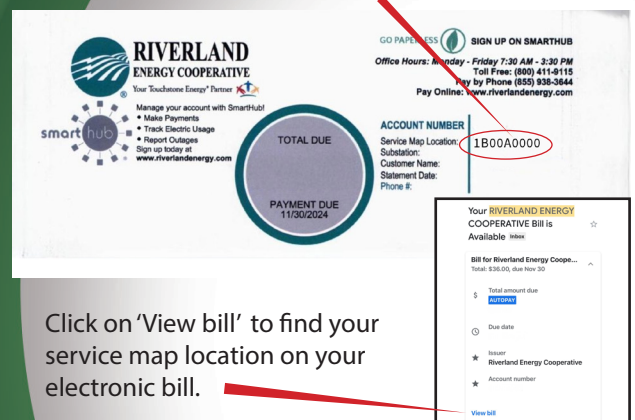 RIVERLAND
ENERGY COOPERATIVE
Your Touchstone Energy® Partner
®
smart hub
Manage your account with SmartHub!
• Make Payments
• Track Electric Usage
• Report Outages
Sign up today at
www.riverlandenergy.com
TOTAL DUE
PAYMENT DUE
11/30/2024
GO PAPERLESS SIGN UP ON SMARTHUB
Office Hours: Monday - Friday 7:30 AM - 3:30 PM
Toll Free: (800) 411-9115
Pay by Phone (855) 938-3644
Pay Online: www.riverlandenergy.com
ACCOUNT NUMBER
Service Map Location: 1B00A0000
Substation:
Customer Name:
Statement Date:
Phone #:
Your RIVERLAND ENERGY
COOPERATIVE Bill is
Available Inbox
Bill for Riverland Energy Coope...
Total: $36.00, due Nov 30
$ Total amount due
AUTOPAY
Due date
Issuer
Riverland Energy Cooperative
Account number
View bill
Click on 'View bill' to find your
service map location on your
electronic bill.